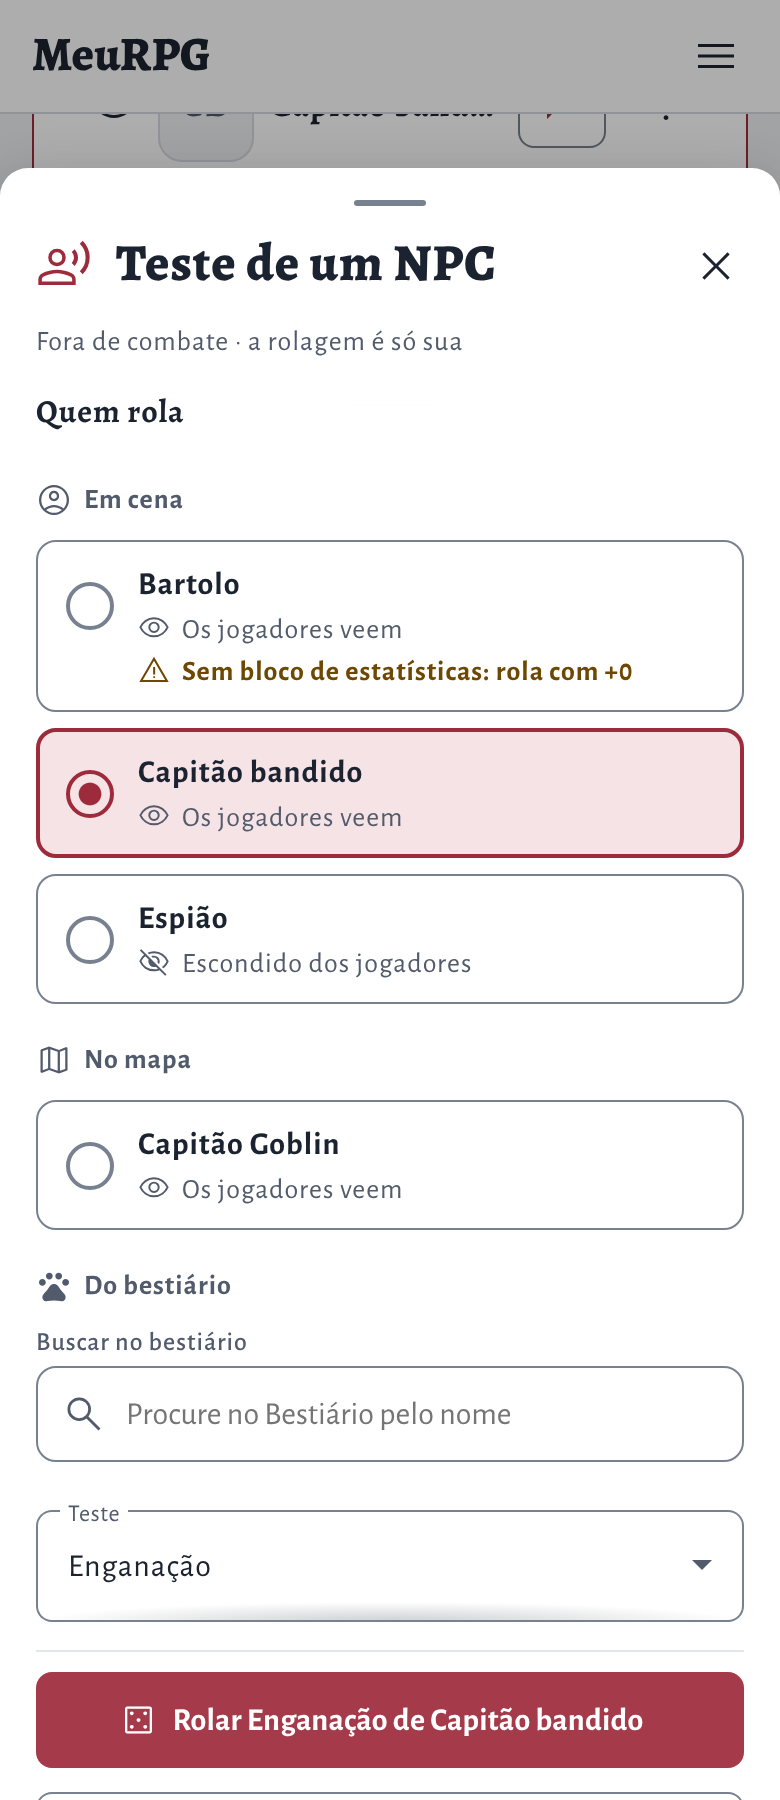 MeuRPG
Teste de um NPC
Fora de combate · a rolagem é só sua
Quem rola
Em cena
Bartolo
Os jogadores veem
Sem bloco de estatísticas: rola com +0
Capitão bandido
Os jogadores veem
Espião
Escondido dos jogadores
No mapa
Capitão Goblin
Os jogadores veem
Do bestiário
Buscar no bestiário
Procure no Bestiário pelo nome
Teste
Enganação
Rolar Enganação de Capitão bandido